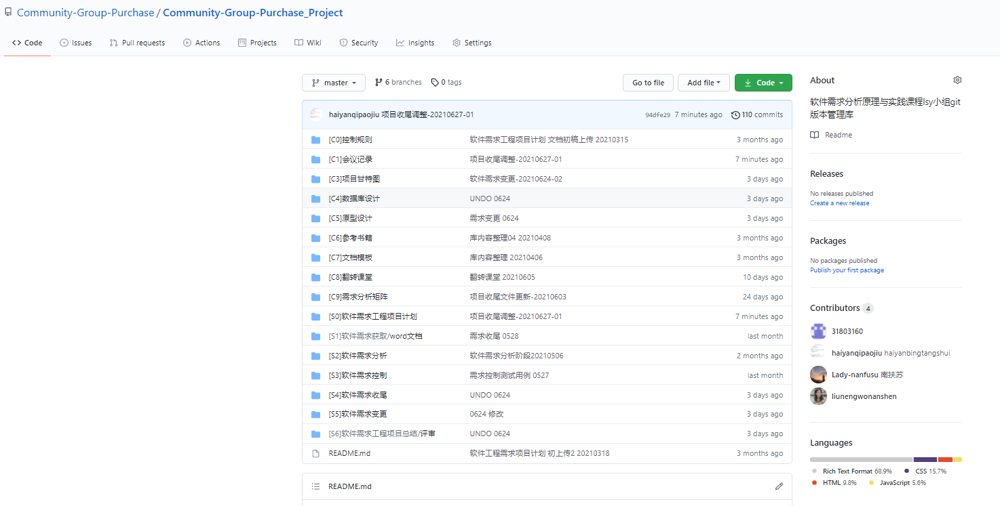 Community-Group-Purchase / Community-Group-Purchase_Project
Code Issues Pull requests Actions Projects Wiki Security Insights Settings
master 6 branches 0 tags Go to file Add file Code
haiyanqipaojiu 项目收尾调整-20210627-01 94dfe29 7 minutes ago 110 commits
[C0]控制规则 软件需求工程项目计划 文档初稿上传 20210315 3 months ago
[C1]会议记录 项目收尾调整-20210627-01 7 minutes ago
[C3]项目甘特图 软件需求变更-20210624-02 3 days ago
[C4]数据库设计 UNDO 0624 3 days ago
[C5]原型设计 需求变更 0624 3 days ago
[C6]参考书籍 库内容整理04 20210408 3 months ago
[C7]文档模板 库内容整理 20210406 3 months ago
[C8]翻转课堂 翻转课堂 20210605 10 days ago
[C9]需求分析矩阵 项目收尾文件更新-20210603 24 days ago
[S0]软件需求工程项目计划 项目收尾调整-20210627-01 7 minutes ago
[S1]软件需求获取/word文档 需求收尾 0528 last month
[S2]软件需求分析 软件需求分析阶段20210506 2 months ago
[S3]软件需求控制 需求控制测试用例 0527 last month
[S4]软件需求收尾 UNDO 0624 3 days ago
[S5]软件需求变更 0624 修改 3 days ago
[S6]软件需求工程项目总结/评审 UNDO 0624 3 days ago
README.md 软件工程需求项目计划 初上传2 20210318 3 months ago
README.md
About
软件需求分析原理与实践课程lsy小组git
版本管理库
Readme
Releases
No releases published
Create a new release
Packages
No packages published
Publish your first package
Contributors 4
31803160
haiyanqipaojiu haiyanbingtangshui
Lady-nanfusu 南扶苏
liunengwonanshen
Languages
Rich Text Format 68.9% CSS 15.7%
HTML 9.8% JavaScript 5.6%